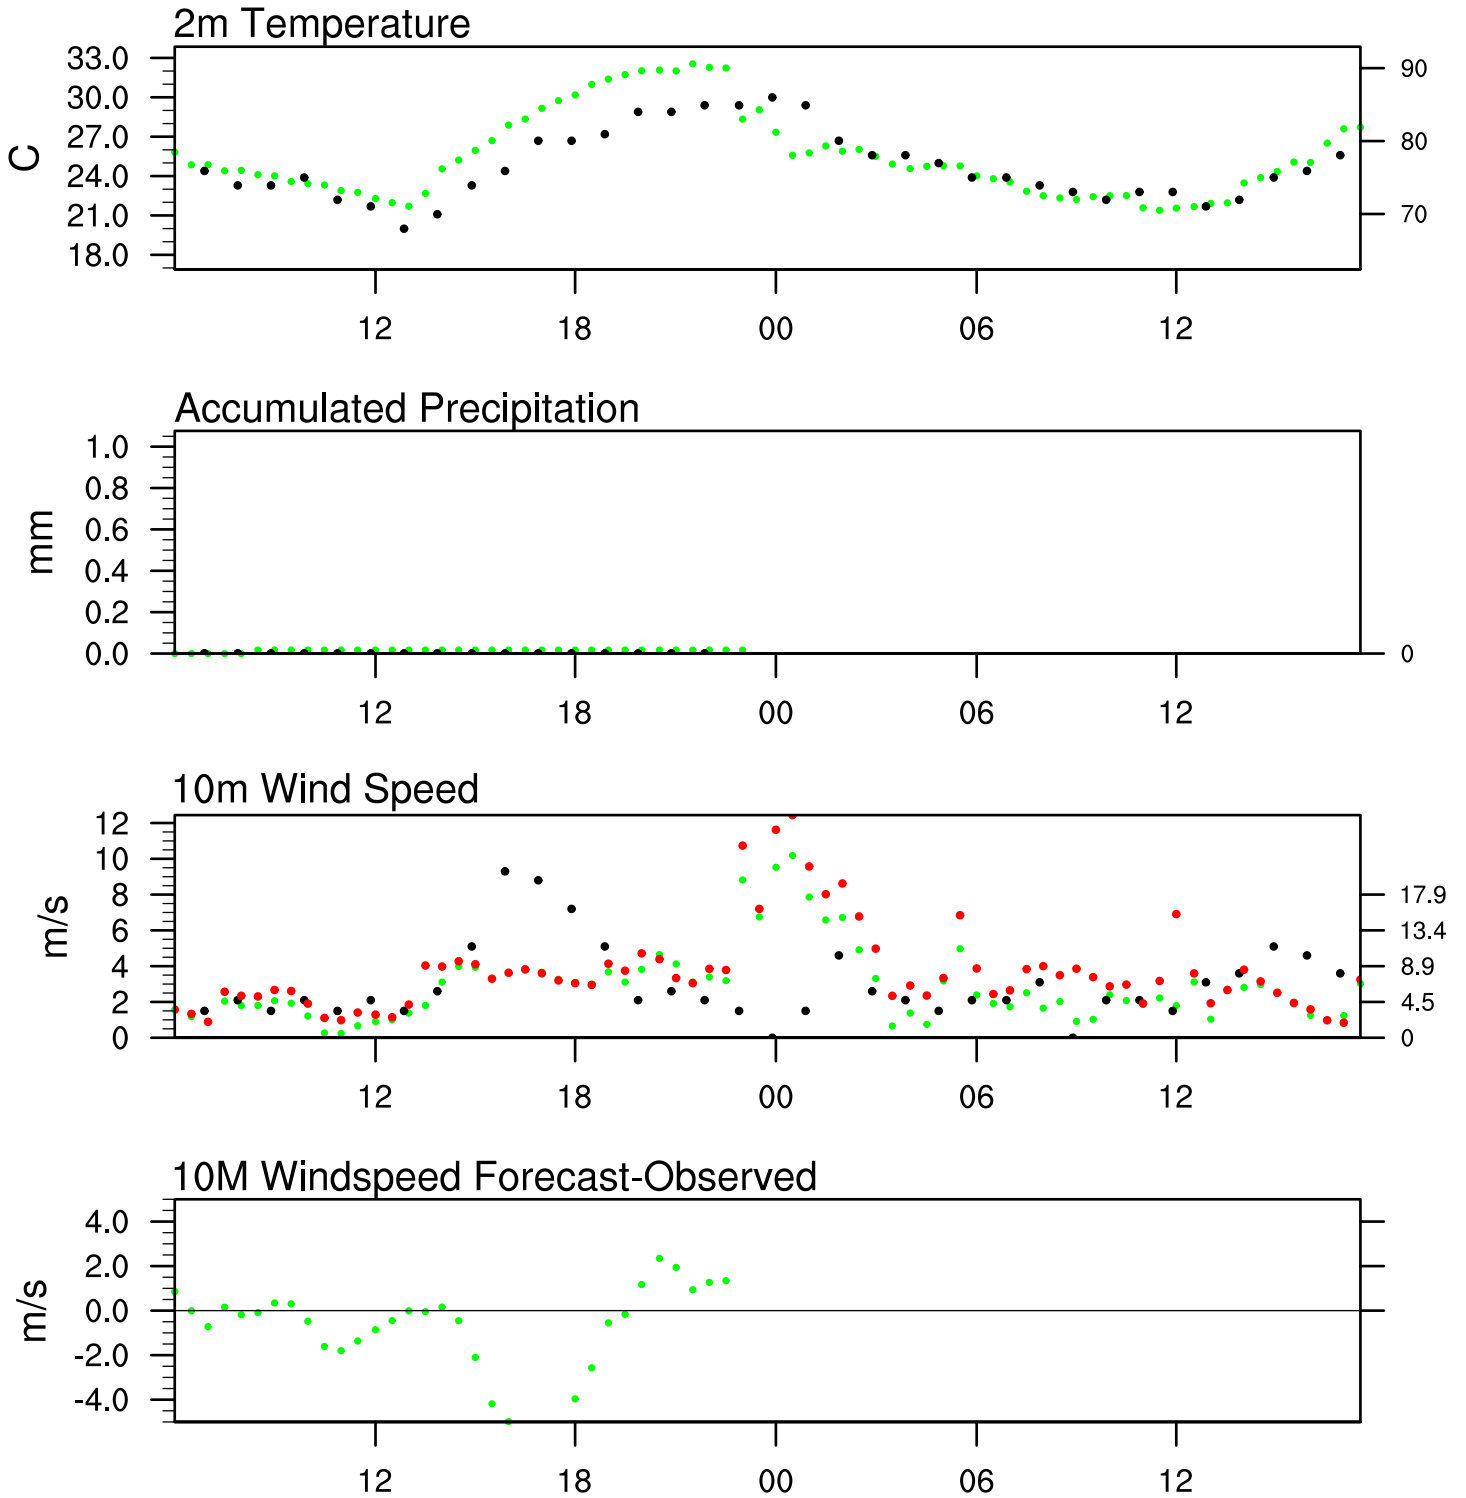 2m Temperature
33.0
30.0
27.0
24.0
21.0
18.0
C
90
80
70
12 18 00 06 12
Accumulated Precipitation
1.0
0.8
0.6
0.4
0.2
0.0
mm
0
12 18 00 06 12
10m Wind Speed
12
10
8
6
4
2
0
m/s
17.9
13.4
8.9
4.5
0
12 18 00 06 12
10M Windspeed Forecast-Observed
4.0
2.0
0.0
-2.0
-4.0
m/s
12 18 00 06 12